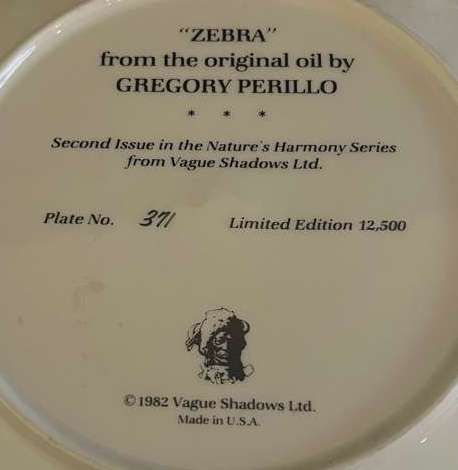 "ZEBRA"
from the original oil by
GREGORY PERILLO
* * *
Second Issue in the Nature's Harmony Series
from Vague Shadows Ltd.
Plate No. 371 Limited Edition 12,500
© 1982 Vague Shadows Ltd.
Made in U.S.A.